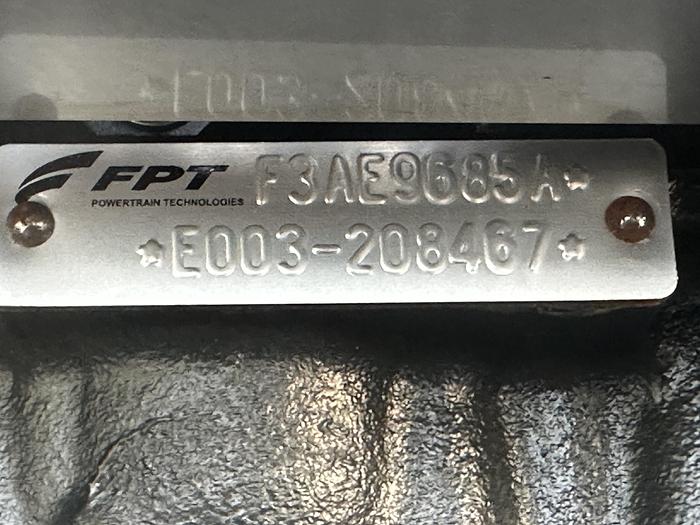 FPT F3AE9685A*
POWERTRAIN TECHNOLOGIES
*E003-208467*